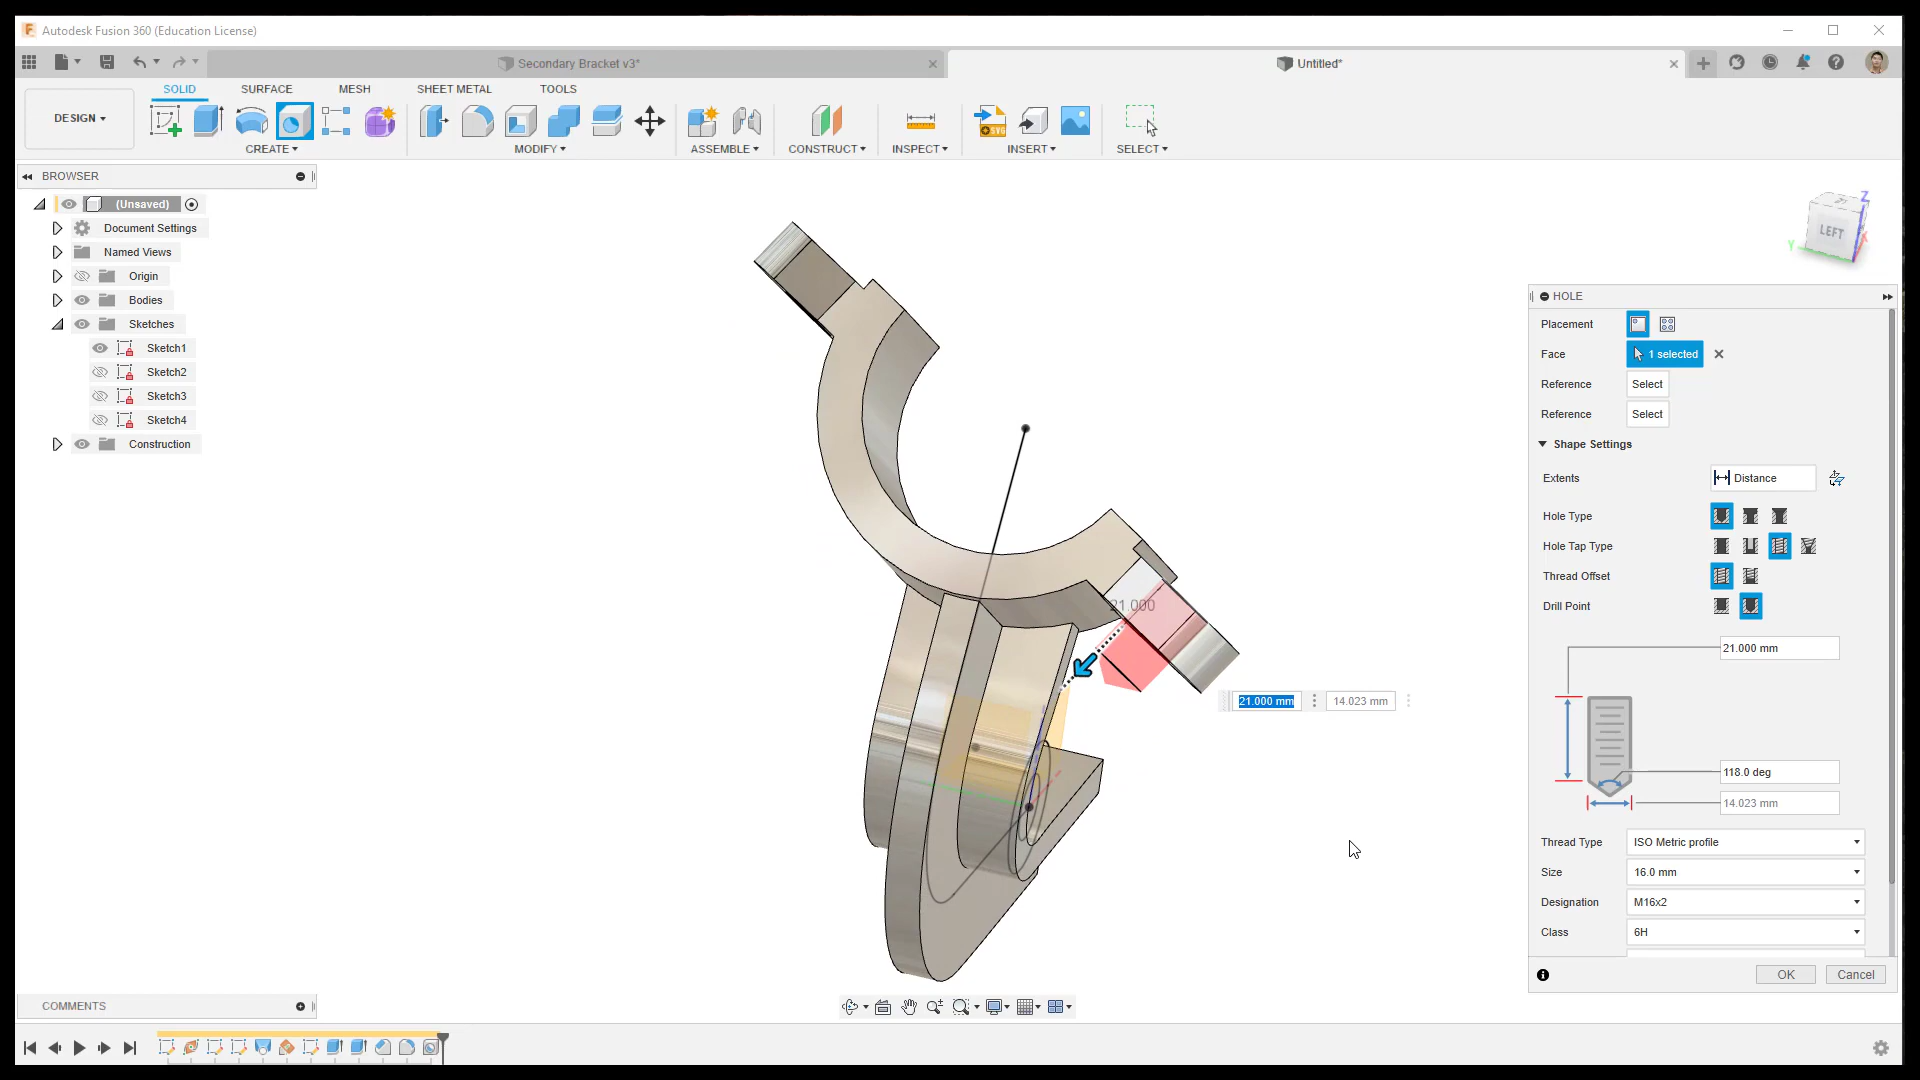 Autodesk Fusion 360 (Education License)
Secondary Bracket v3*
Untitled*
DESIGN
SOLID
SURFACE
MESH
SHEET METAL
TOOLS
CREATE
MODIFY
ASSEMBLE
CONSTRUCT
INSPECT
INSERT
SELECT
SVG
BROWSER
(Unsaved)
Document Settings
Named Views
Origin
Bodies
Sketches
Sketch1
Sketch2
Sketch3
Sketch4
Construction
Z
LEFT
Y
X
21.000
21.000 mm
14.023 mm
HOLE
Placement
Face
1 selected
Reference
Select
Reference
Select
Shape Settings
Extents
Distance
Hole Type
Hole Tap Type
Thread Offset
Drill Point
21.000 mm
118.0 deg
14.023 mm
Thread Type
ISO Metric profile
Size
16.0 mm
Designation
M16x2
Class
6H
OK
Cancel
COMMENTS